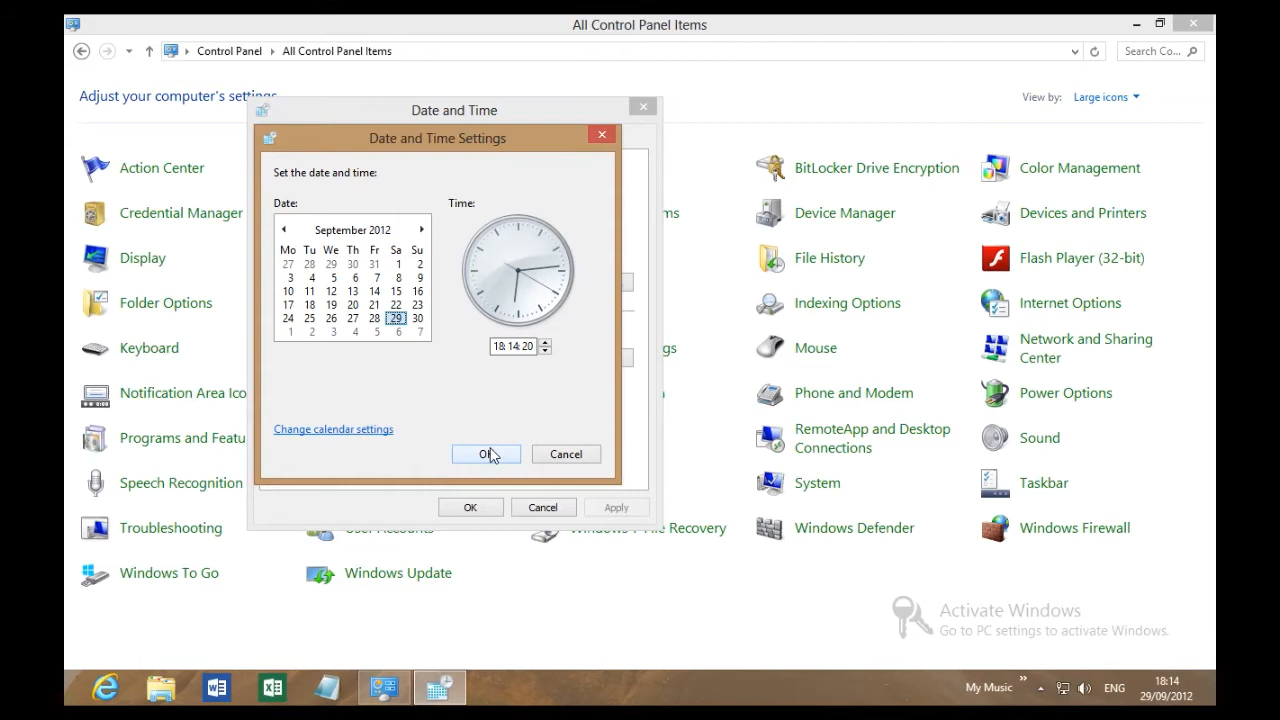 All Control Panel Items
Control Panel
All Control Panel Items
Search Co...
Adjust your computer's settings
View by:
Large icons
Date and Time
Date and Time Settings
Set the date and time:
Date:
Time:
September 2012
Mo Tu We Th Fr Sa Su
27 28 29 30 31 1 2
3 4 5 6 7 8 9
10 11 12 13 14 15 16
17 18 19 20 21 22 23
24 25 26 27 28 29 30
1 2 3 4 5 6 7
18:14:20
Change calendar settings
OK
Cancel
OK
Cancel
Apply
Action Center
BitLocker Drive Encryption
Color Management
Credential Manager
Device Manager
Devices and Printers
Display
File History
Flash Player (32-bit)
Folder Options
Indexing Options
Internet Options
Keyboard
Mouse
Network and Sharing
Center
Notification Area Ico
Phone and Modem
Power Options
Programs and Featu
RemoteApp and Desktop
Connections
Sound
Speech Recognition
System
Taskbar
Troubleshooting
User Accounts
Windows 7 File Recovery
Windows Defender
Windows Firewall
Windows To Go
Windows Update
Activate Windows
Go to PC settings to activate Windows.
My Music
ENG
18:14
29/09/2012